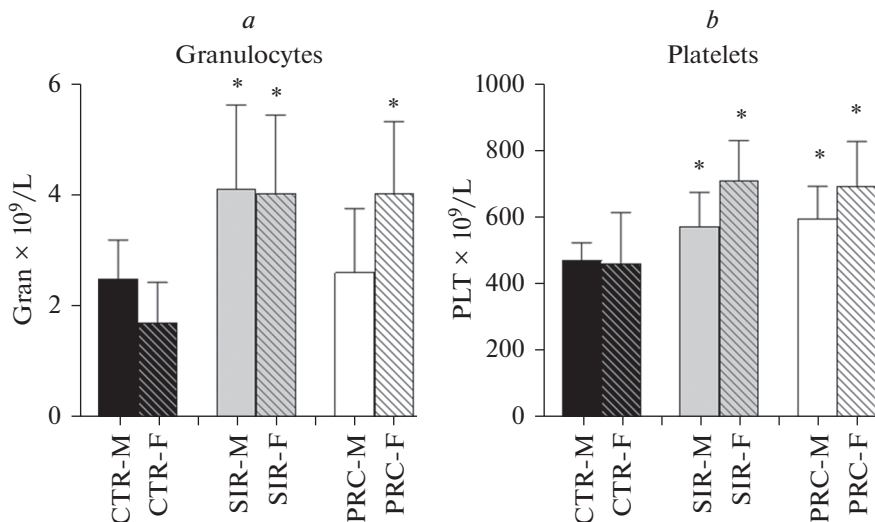 a
Granulocytes
Gran × 10⁹/L
6
4
2
0
*
*
*
CTR-M
CTR-F
SIR-M
SIR-F
PRC-M
PRC-F
b
Platelets
PLT × 10⁹/L
1000
800
600
400
200
0
*
*
*
*
CTR-M
CTR-F
SIR-M
SIR-F
PRC-M
PRC-F